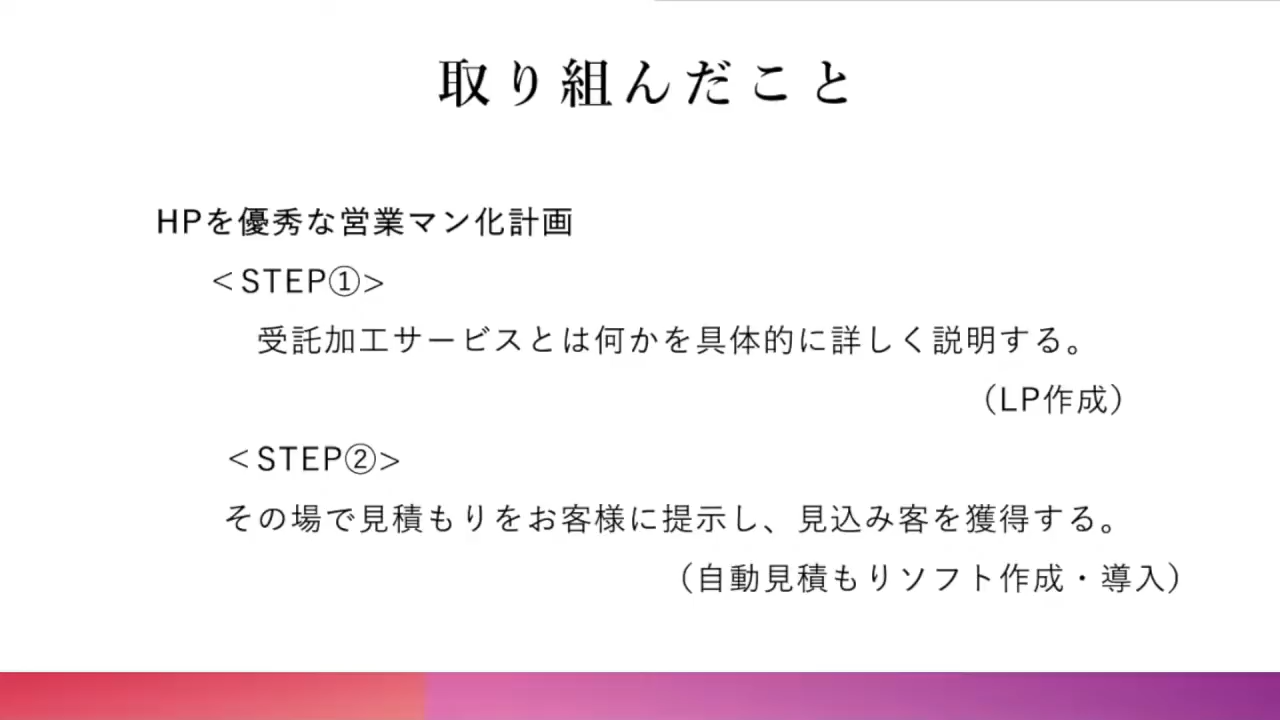 取り組んだこと
HPを優秀な営業マン化計画
＜STEP①>
受託加工サービスとは何かを具体的に詳しく説明する。
（LP作成）
＜STEP②>
その場で見積もりをお客様に提示し、見込み客を獲得する。
（自動見積もりソフト作成・導入）